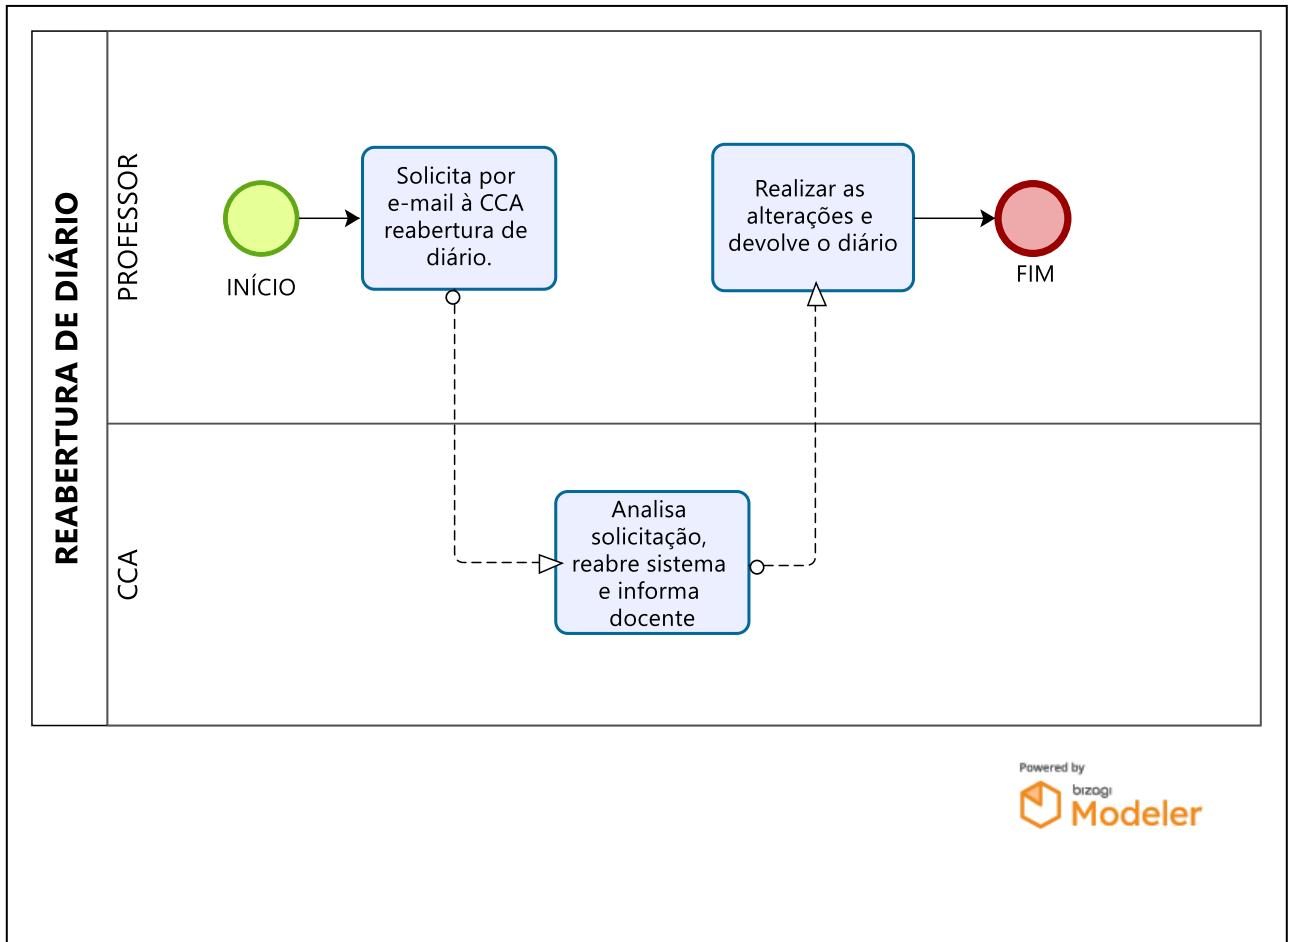 REABERTURA DE DIÁRIO
PROFESSOR
INÍCIO
Solicita por
e-mail à CCA
reabertura de
diário.
Realizar as
alterações e
devolve o diário
FIM
CCA
Analisa
solicitação,
reabre sistema
e informa
docente
Powered by
bizagi
Modeler